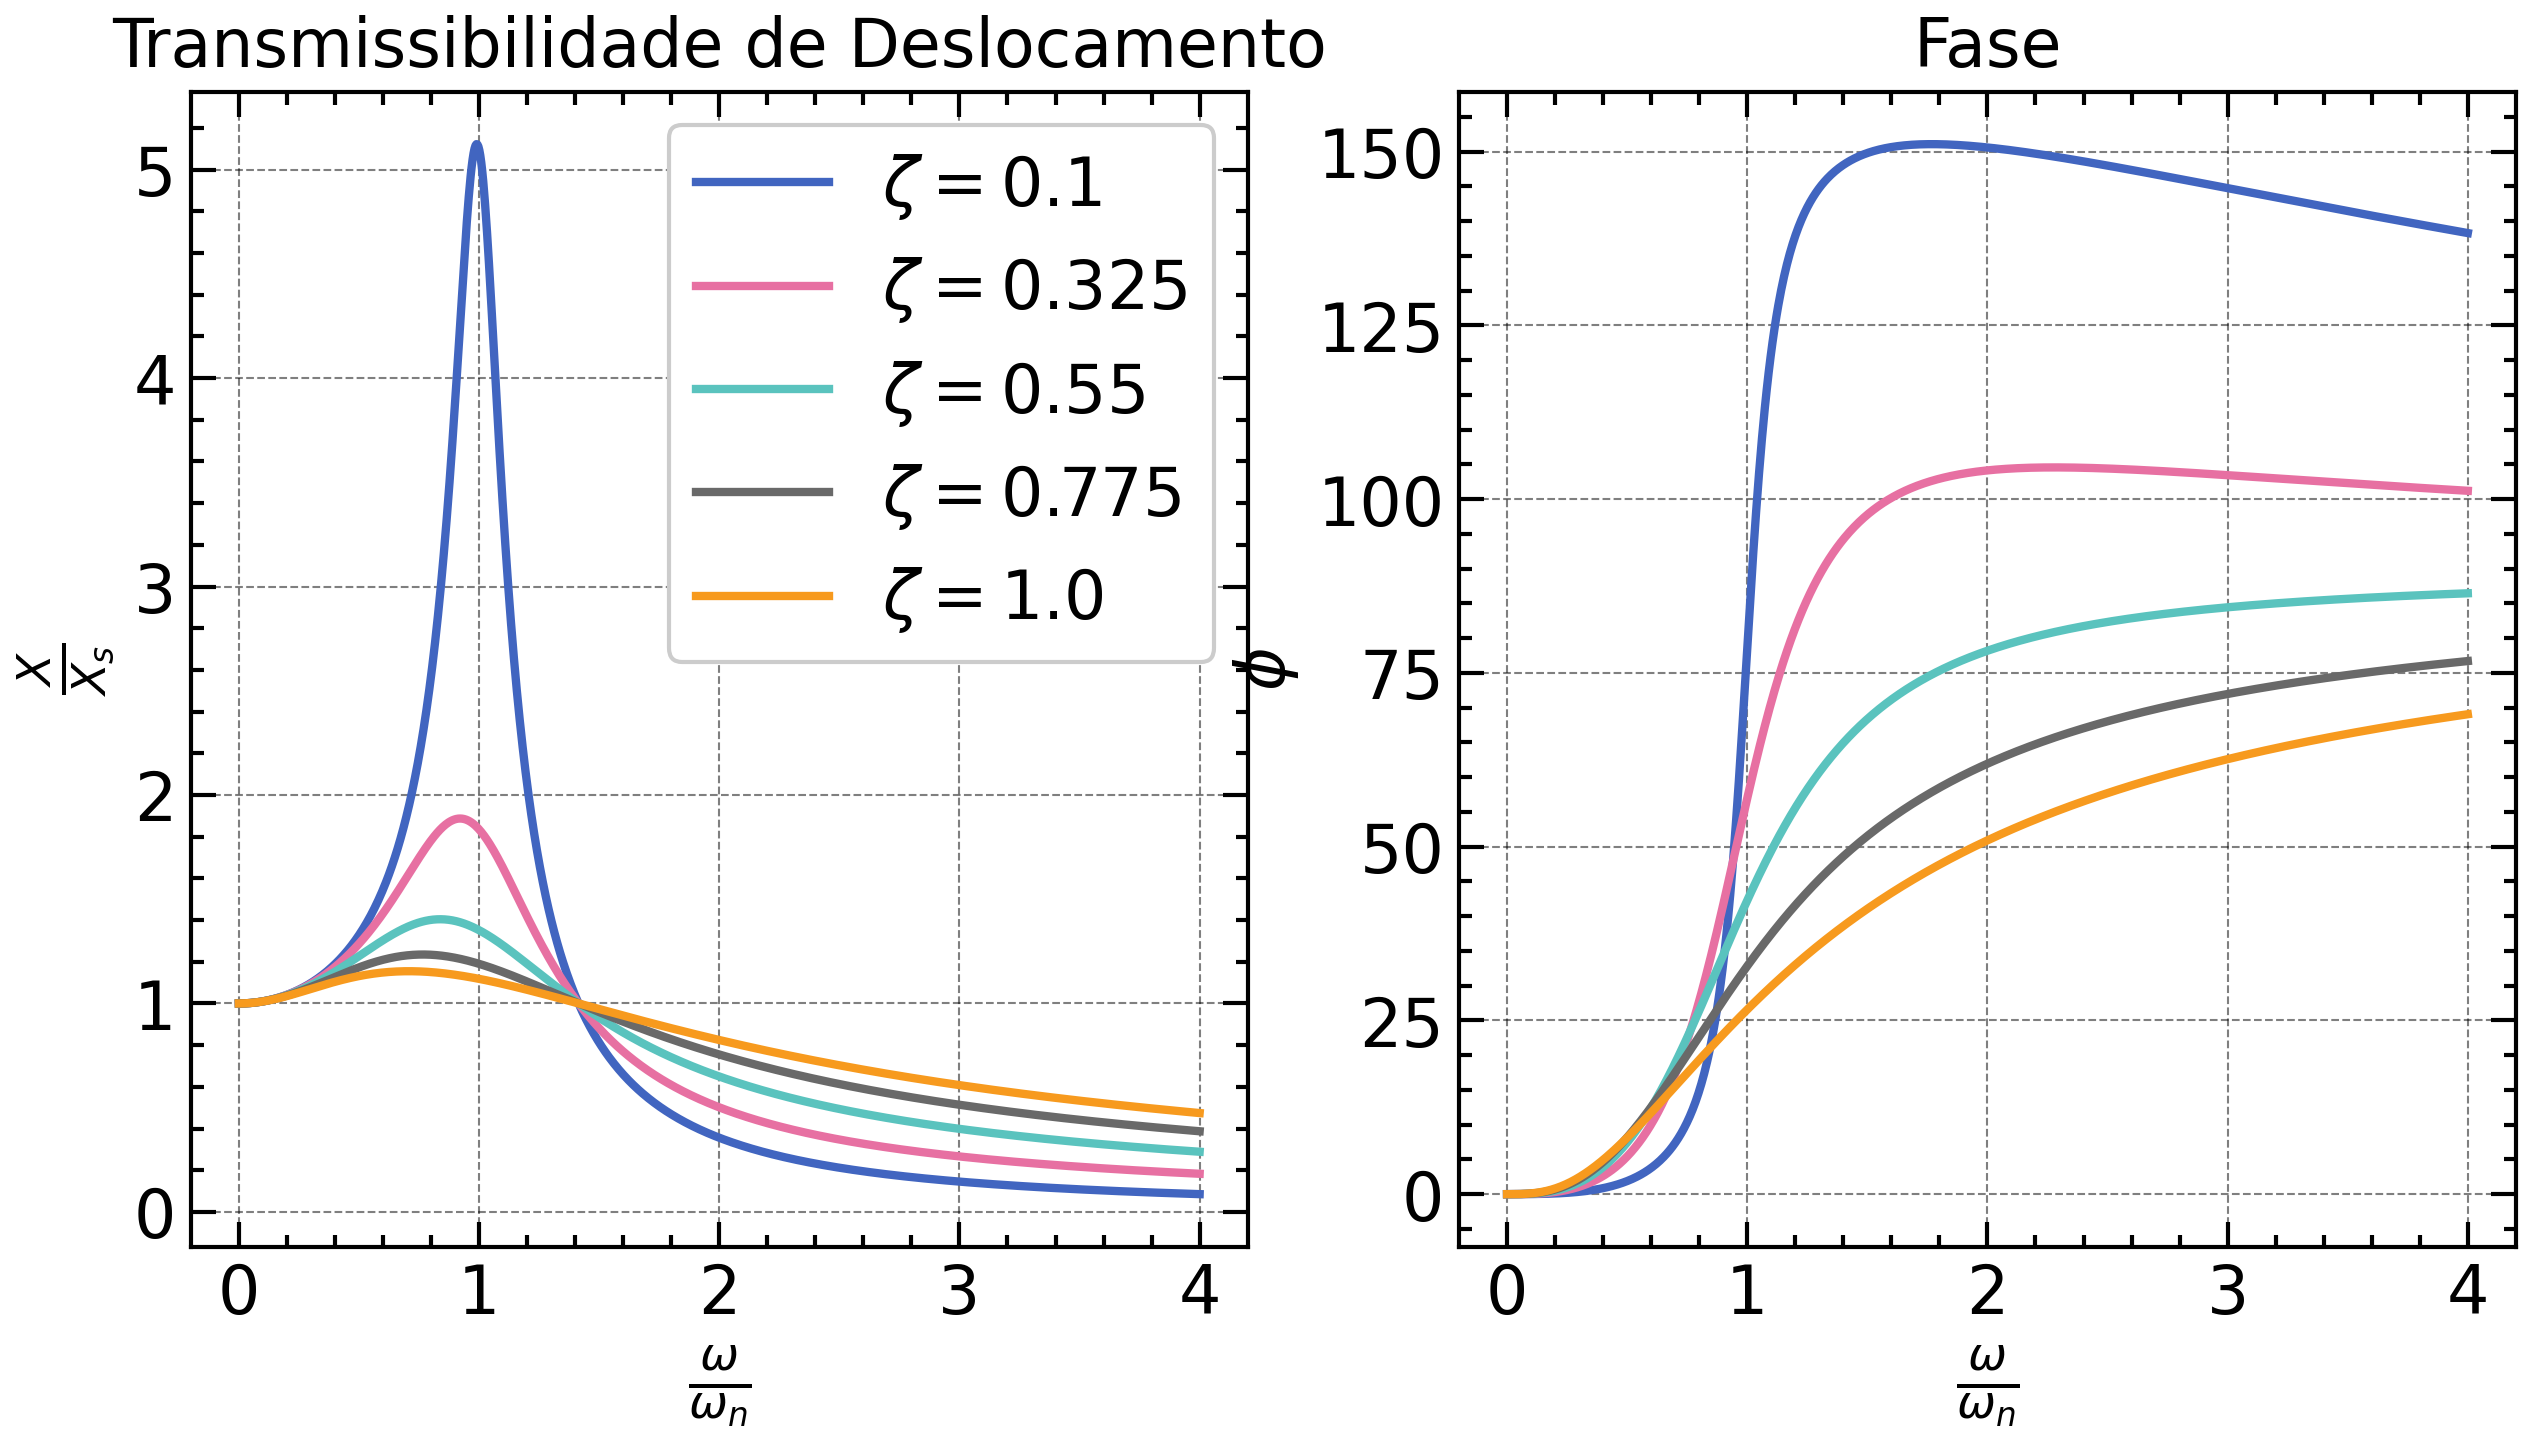 Transmissibilidade de Deslocamento
5
4
3
2
1
0
X
X_s
ζ = 0.1
ζ = 0.325
ζ = 0.55
ζ = 0.775
ζ = 1.0
0 1 2 3 4
ω
ω_n
Fase
150
125
100
75
50
25
0
ϕ
0 1 2 3 4
ω
ω_n